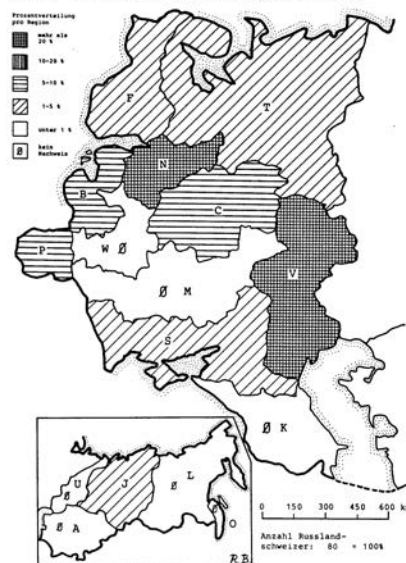 Prozentverteilung
pro Region
mehr als
20 %
10-20 %
5-10 %
1-5 %
unter 1 %
Ø kein
Nachweis
F
T
N
B
C
P
W Ø
V
Ø M
S
Ø K
Ø U
J
Ø L
Ø
O
Ø A
R.B.
0 150 300 450 600 km
Anzahl Russland-
schweizer: 80 = 100%